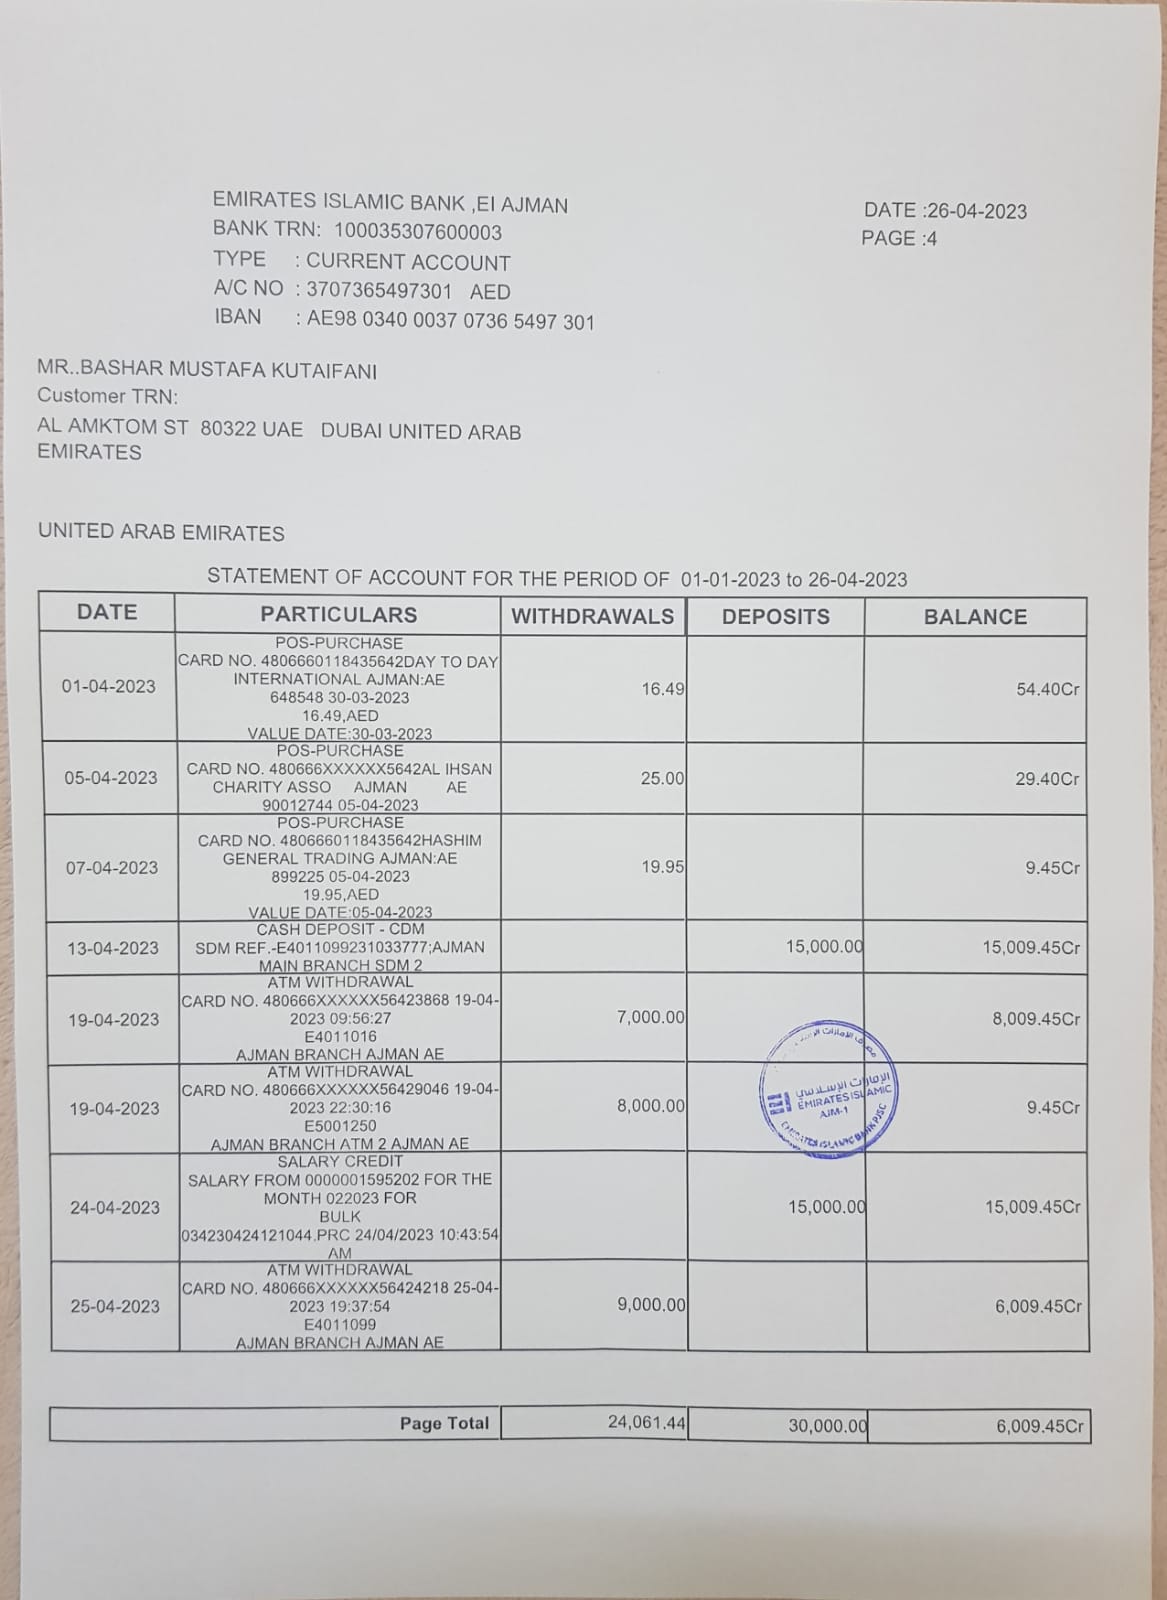 EMIRATES ISLAMIC BANK ,EI AJMAN
BANK TRN: 100035307600003
TYPE : CURRENT ACCOUNT
A/C NO : 3707365497301 AED
IBAN : AE98 0340 0037 0736 5497 301
DATE :26-04-2023
PAGE :4
MR..BASHAR MUSTAFA KUTAIFANI
Customer TRN:
AL AMKTOM ST 80322 UAE DUBAI UNITED ARAB
EMIRATES
UNITED ARAB EMIRATES
STATEMENT OF ACCOUNT FOR THE PERIOD OF 01-01-2023 to 26-04-2023
DATE PARTICULARS WITHDRAWALS DEPOSITS BALANCE
POS-PURCHASE
CARD NO. 4806660118435642DAY TO DAY
INTERNATIONAL AJMAN:AE
01-04-2023 648548 30-03-2023 16.49 54.40Cr
16.49,AED
VALUE DATE:30-03-2023
POS-PURCHASE
CARD NO. 480666XXXXXX5642AL IHSAN
05-04-2023 CHARITY ASSO AJMAN AE 25.00 29.40Cr
90012744 05-04-2023
POS-PURCHASE
CARD NO. 4806660118435642HASHIM
GENERAL TRADING AJMAN:AE
07-04-2023 899225 05-04-2023 19.95 9.45Cr
19.95,AED
VALUE DATE:05-04-2023
CASH DEPOSIT - CDM
13-04-2023 SDM REF.-E4011099231033777;AJMAN 15,000.00 15,009.45Cr
MAIN BRANCH SDM 2
ATM WITHDRAWAL
CARD NO. 480666XXXXXX56423868 19-04-
19-04-2023 2023 09:56:27 7,000.00 8,009.45Cr
E4011016
AJMAN BRANCH AJMAN AE
ATM WITHDRAWAL
CARD NO. 480666XXXXXX56429046 19-04-
19-04-2023 2023 22:30:16 8,000.00 9.45Cr
E5001250
AJMAN BRANCH ATM 2 AJMAN AE
SALARY CREDIT
SALARY FROM 0000001595202 FOR THE
MONTH 022023 FOR
24-04-2023 BULK 15,000.00 15,009.45Cr
034230424121044.PRC 24/04/2023 10:43:54
AM
ATM WITHDRAWAL
CARD NO. 480666XXXXXX56424218 25-04-
25-04-2023 2023 19:37:54 9,000.00 6,009.45Cr
E4011099
AJMAN BRANCH AJMAN AE
مصرف الإمارات
الإمارات الإسلامي
EMIRATES ISLAMIC
AJM-1
EMIRATES ISLAMIC BANK PJSC
Page Total 24,061.44 30,000.00 6,009.45Cr